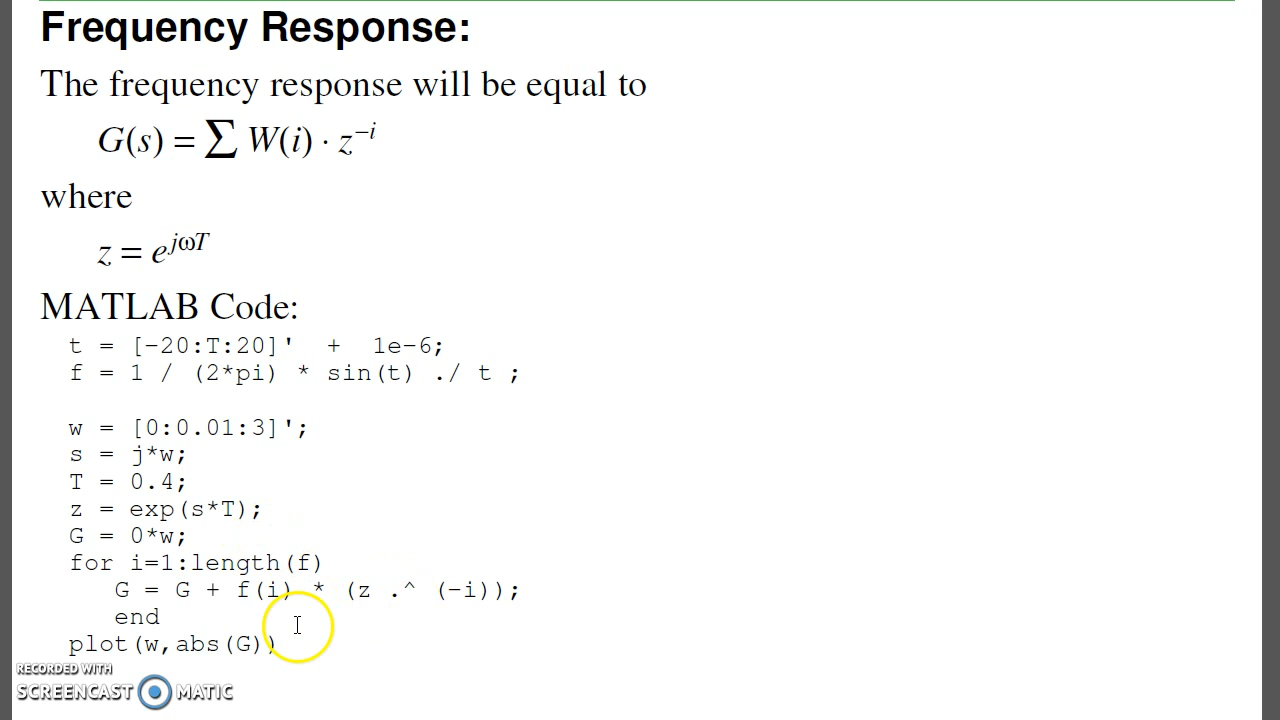 Frequency Response:
The frequency response will be equal to
G(s) = ∑ W(i) · z⁻ⁱ
where
z = e^{jωT}
MATLAB Code:
t = [-20:T:20]' + 1e-6;
f = 1 / (2*pi) * sin(t) ./ t ;
w = [0:0.01:3]';
s = j*w;
T = 0.4;
z = exp(s*T);
G = 0*w;
for i=1:length(f)
G = G + f(i) * (z .^ (-i));
end
plot(w,abs(G))
RECORDED WITH
SCREENCAST MATIC